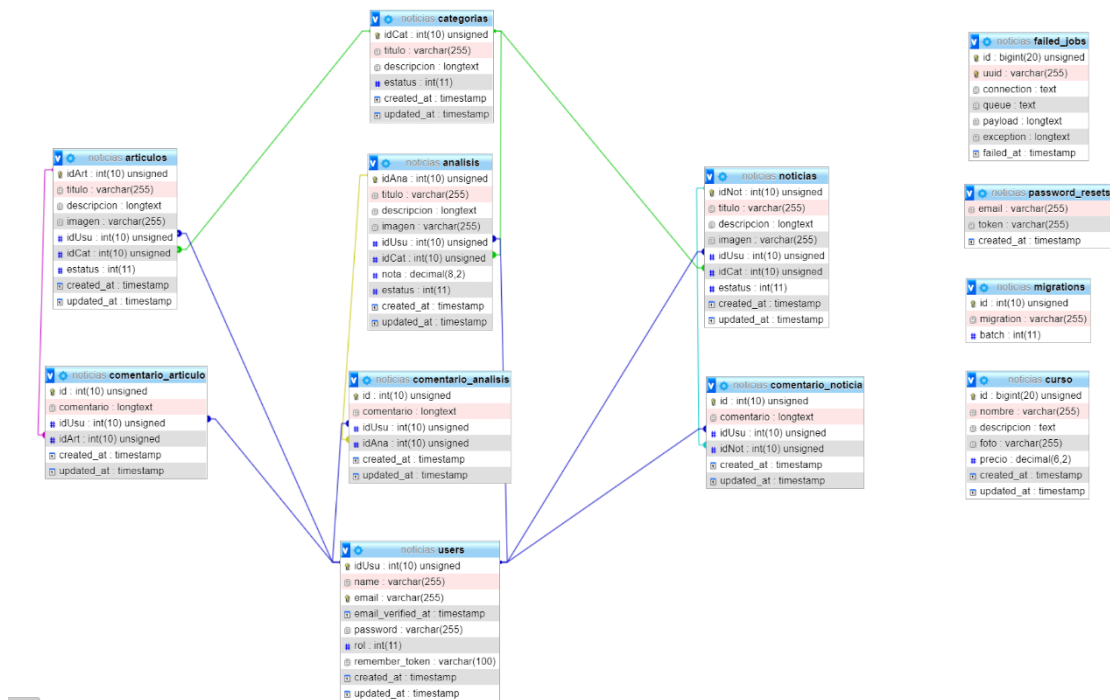 noticias categorias
idCat : int(10) unsigned
titulo : varchar(255)
descripcion : longtext
estatus : int(11)
created_at : timestamp
updated_at : timestamp
noticias failed_jobs
id : bigint(20) unsigned
uuid : varchar(255)
connection : text
queue : text
payload : longtext
exception : longtext
failed_at : timestamp
noticias articulos
idArt : int(10) unsigned
titulo : varchar(255)
descripcion : longtext
imagen : varchar(255)
idUsu : int(10) unsigned
idCat : int(10) unsigned
estatus : int(11)
created_at : timestamp
updated_at : timestamp
noticias analisis
idAna : int(10) unsigned
titulo : varchar(255)
descripcion : longtext
imagen : varchar(255)
idUsu : int(10) unsigned
idCat : int(10) unsigned
nota : decimal(8,2)
estatus : int(11)
created_at : timestamp
updated_at : timestamp
noticias noticias
idNot : int(10) unsigned
titulo : varchar(255)
descripcion : longtext
imagen : varchar(255)
idUsu : int(10) unsigned
idCat : int(10) unsigned
estatus : int(11)
created_at : timestamp
updated_at : timestamp
noticias password_resets
email : varchar(255)
token : varchar(255)
created_at : timestamp
noticias migrations
id : int(10) unsigned
migration : varchar(255)
batch : int(11)
noticias comentario_articulo
id : int(10) unsigned
comentario : longtext
idUsu : int(10) unsigned
idArt : int(10) unsigned
created_at : timestamp
updated_at : timestamp
noticias comentario_analisis
id : int(10) unsigned
comentario : longtext
idUsu : int(10) unsigned
idAna : int(10) unsigned
created_at : timestamp
updated_at : timestamp
noticias comentario_noticia
id : int(10) unsigned
comentario : longtext
idUsu : int(10) unsigned
idNot : int(10) unsigned
created_at : timestamp
updated_at : timestamp
noticias curso
id : bigint(20) unsigned
nombre : varchar(255)
descripcion : text
foto : varchar(255)
precio : decimal(6,2)
created_at : timestamp
updated_at : timestamp
noticias users
idUsu : int(10) unsigned
name : varchar(255)
email : varchar(255)
email_verified_at : timestamp
password : varchar(255)
rol : int(11)
remember_token : varchar(100)
created_at : timestamp
updated_at : timestamp